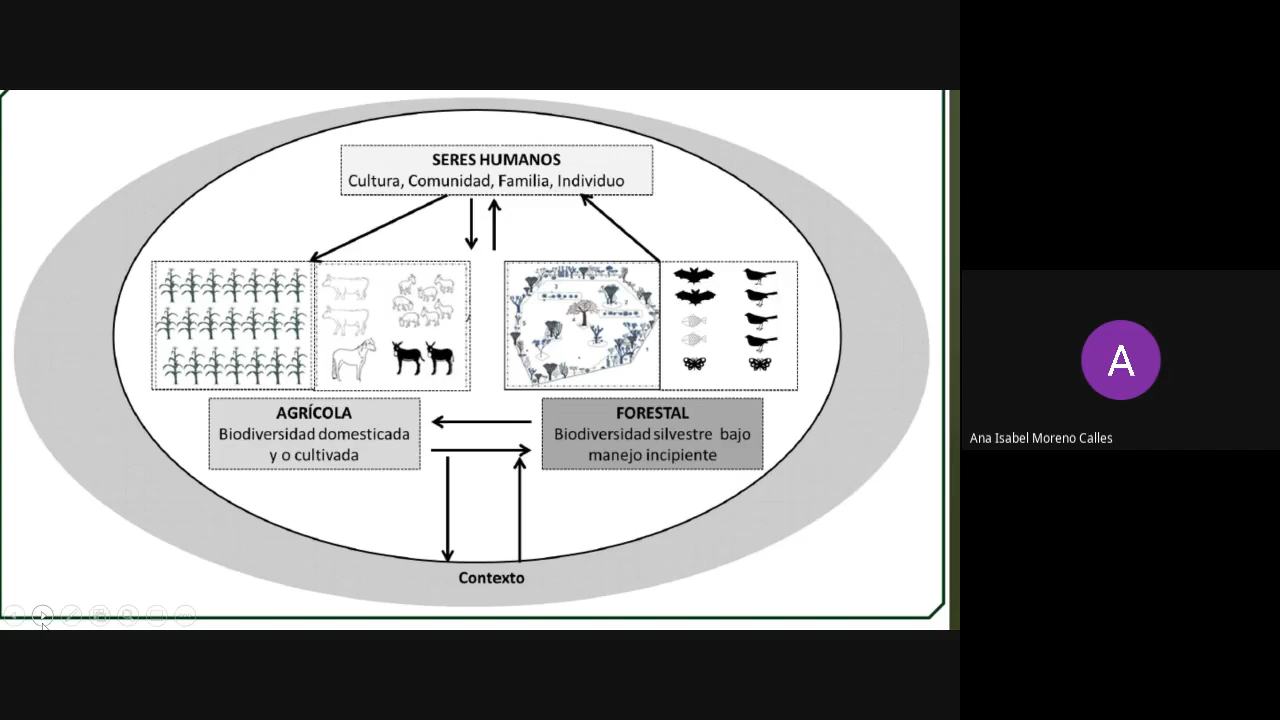 SERES HUMANOS
Cultura, Comunidad, Familia, Individuo
AGRÍCOLA
Biodiversidad domesticada
y o cultivada
FORESTAL
Biodiversidad silvestre bajo
manejo incipiente
Contexto
A
Ana Isabel Moreno Calles